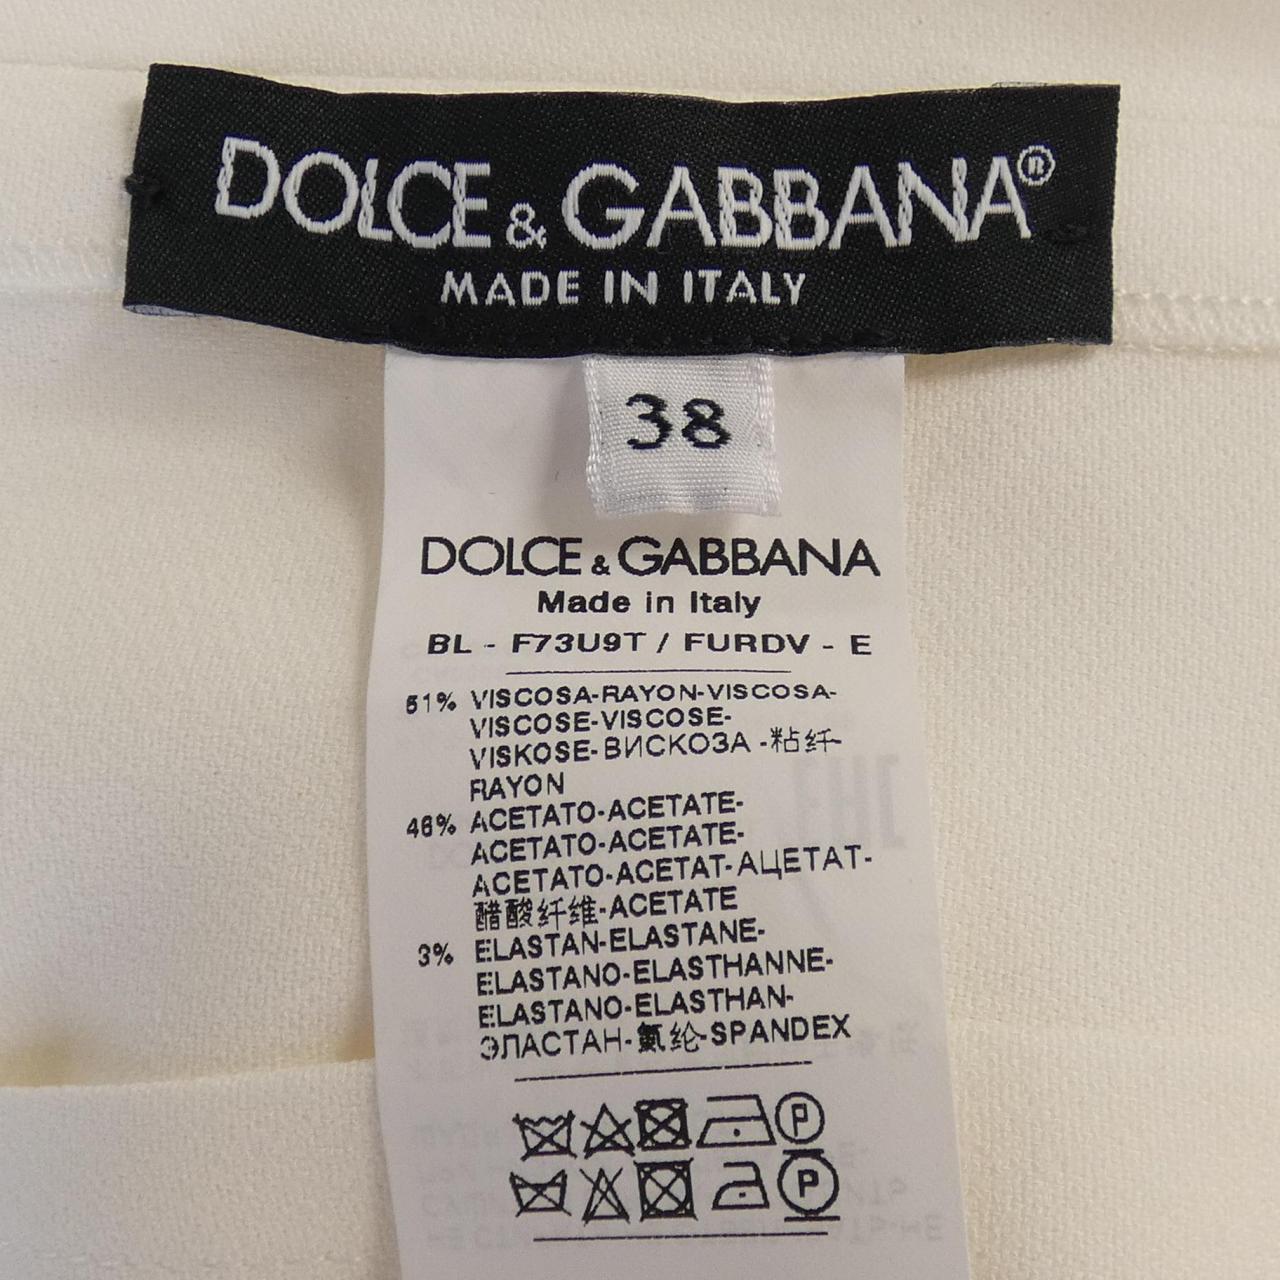 DOLCE & GABBANA®
MADE IN ITALY
38
DOLCE & GABBANA
Made in Italy
BL - F73U9T / FURDV - E
51% VISCOSA-RAYON-VISCOSA-
VISCOSE-VISCOSE-
VISKOSE-ВИСКОЗА -粘纤-
RAYON
46% ACETATO-ACETATE-
ACETATO-ACETATE-
ACETATO-ACETAT-АЦЕТАТ-
醋酸纤维-ACETATE
3% ELASTAN-ELASTANE-
ELASTANO-ELASTHANNE-
ELASTANO-ELASTHAN-
ЭЛАСТАН-氨纶-SPANDEX
P
P